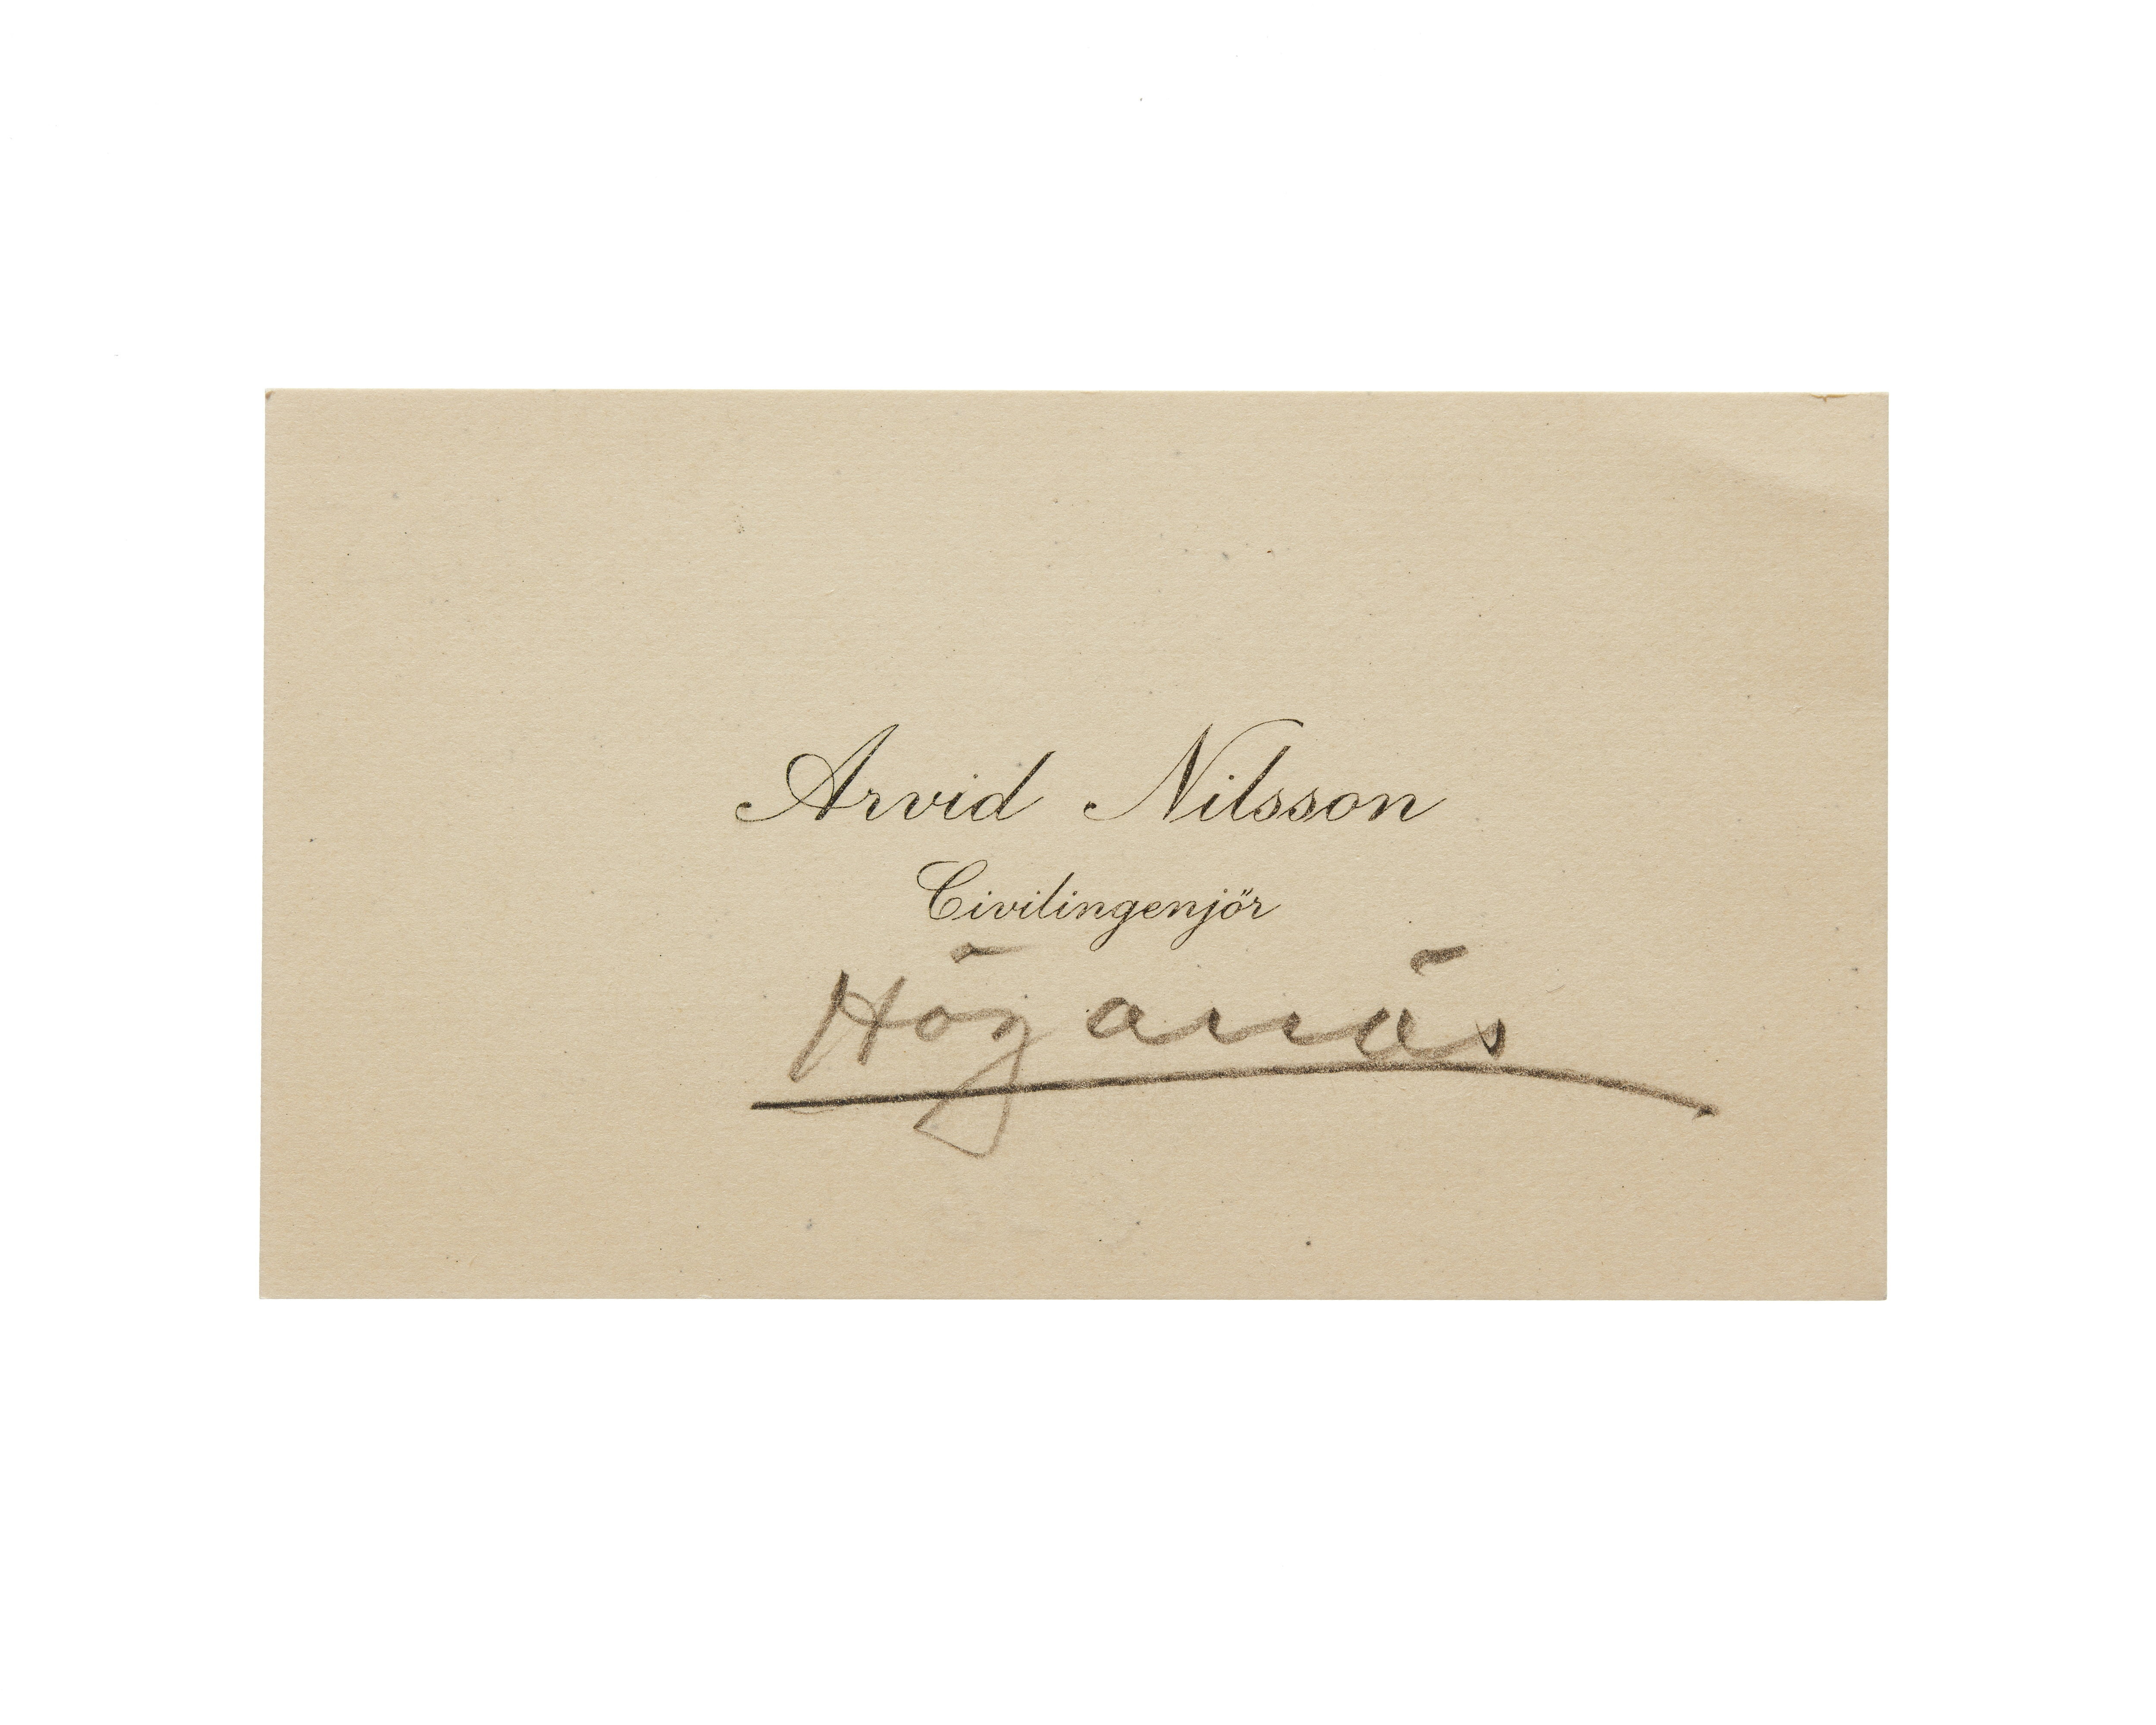 Arvid Nilsson
Civilingenjör
Höganäs